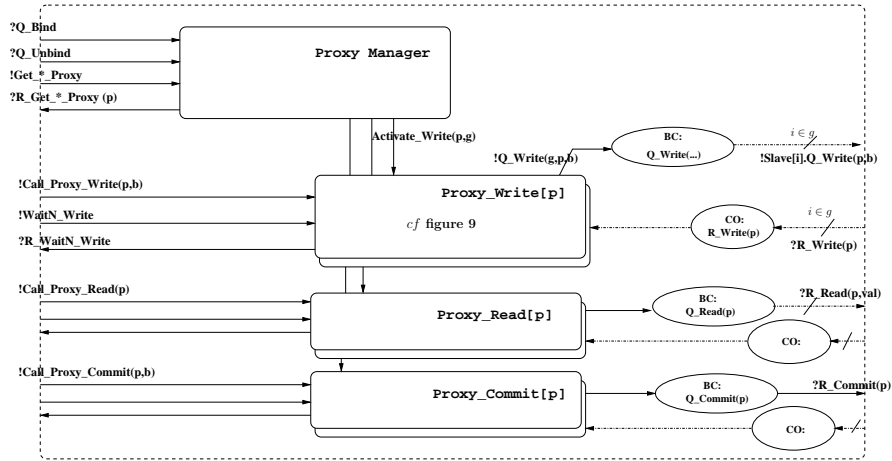 ?Q_Bind
?Q_Unbind
!Get_*_Proxy
?R_Get_*_Proxy (p)
Proxy Manager
Activate_Write(p,g)
!Q_Write(g,p,b)
BC:
Q_Write(...)
i ∈ g
!Slave[i].Q_Write(p,b)
!Call_Proxy_Write(p,b)
!WaitN_Write
?R_WaitN_Write
Proxy_Write[p]
cf figure 9
CO:
R_Write(p)
i ∈ g
?R_Write(p)
!Call_Proxy_Read(p)
Proxy_Read[p]
BC:
Q_Read(p)
?R_Read(p,val)
CO:
!Call_Proxy_Commit(p,b)
Proxy_Commit[p]
BC:
Q_Commit(p)
?R_Commit(p)
CO: